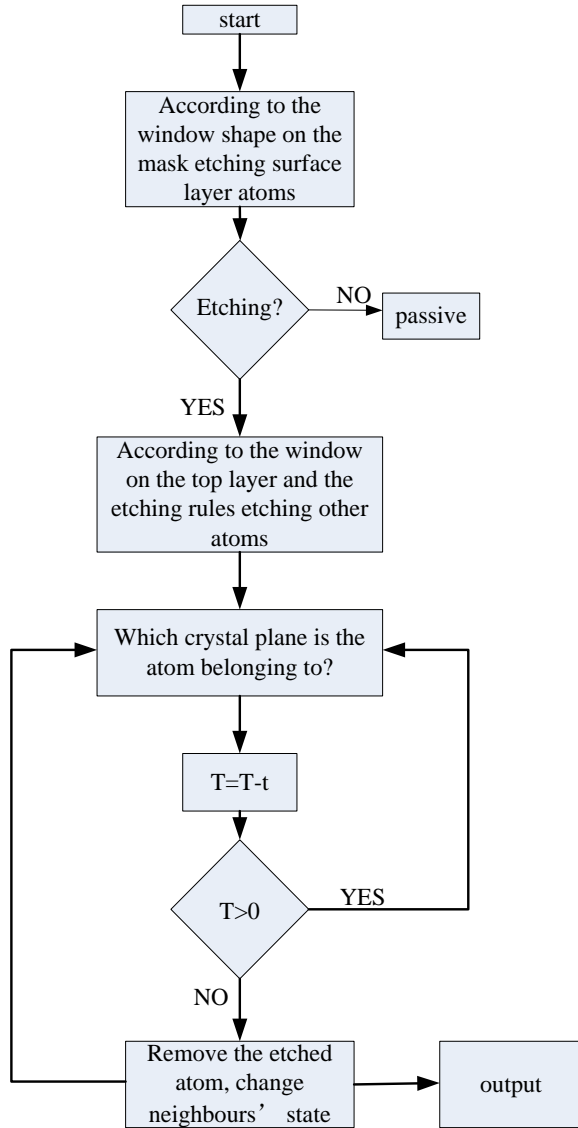 start
According to the
window shape on the
mask etching surface
layer atoms
Etching?
NO
passive
YES
According to the window
on the top layer and the
etching rules etching other
atoms
Which crystal plane is the
atom belonging to?
T=T-t
T>0
YES
NO
Remove the etched
atom, change
neighbours’ state
output